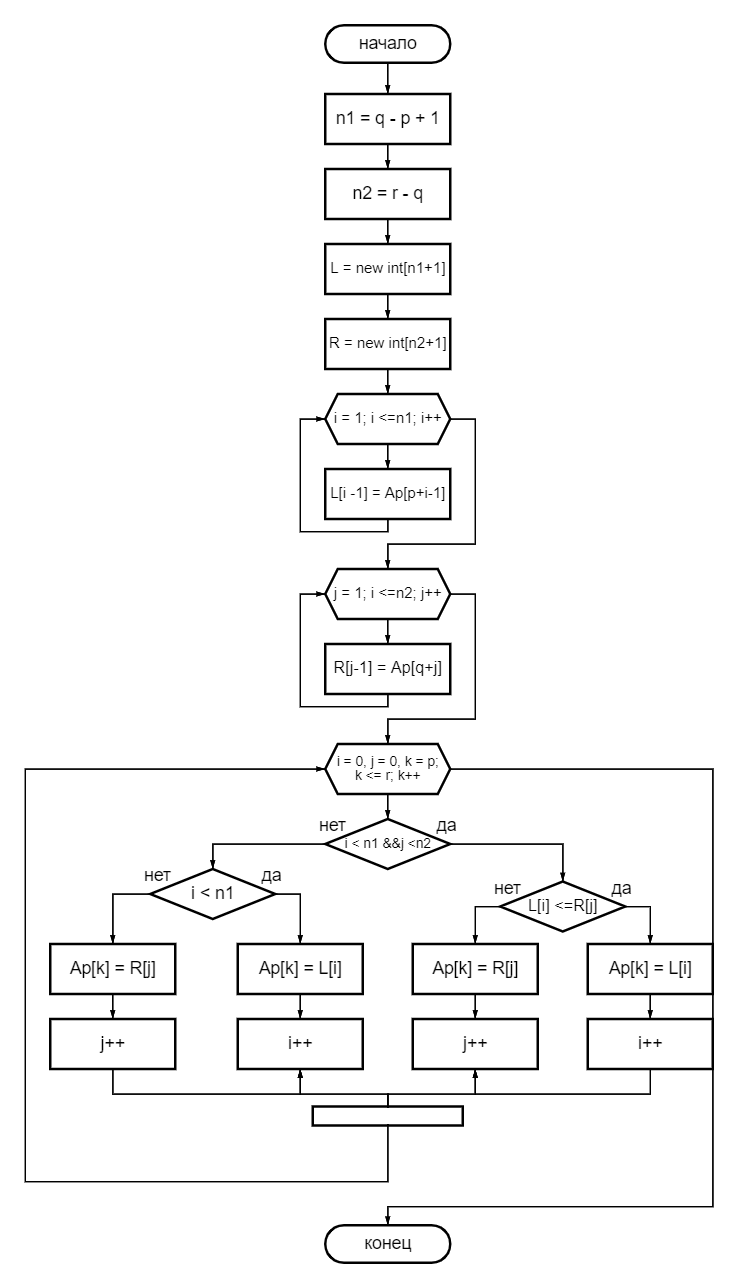 начало
n1 = q - p + 1
n2 = r - q
L = new int[n1+1]
R = new int[n2+1]
i = 1; i <=n1; i++
L[i -1] = Ap[p+i-1]
j = 1; i <=n2; j++
R[j-1] = Ap[q+j]
i = 0, j = 0, k = p;
k <= r; k++
нет
да
i < n1 &&j <n2
нет
да
i < n1
нет
да
L[i] <=R[j]
Ap[k] = R[j]
Ap[k] = L[i]
Ap[k] = R[j]
Ap[k] = L[i]
j++
i++
j++
i++
конец